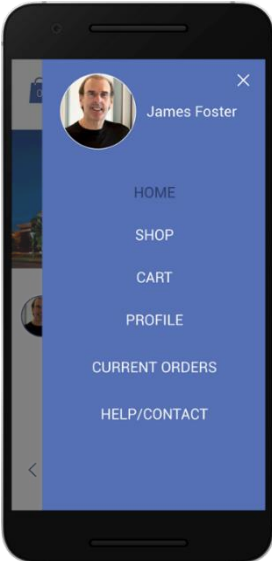 James Foster
HOME
SHOP
CART
PROFILE
CURRENT ORDERS
HELP/CONTACT